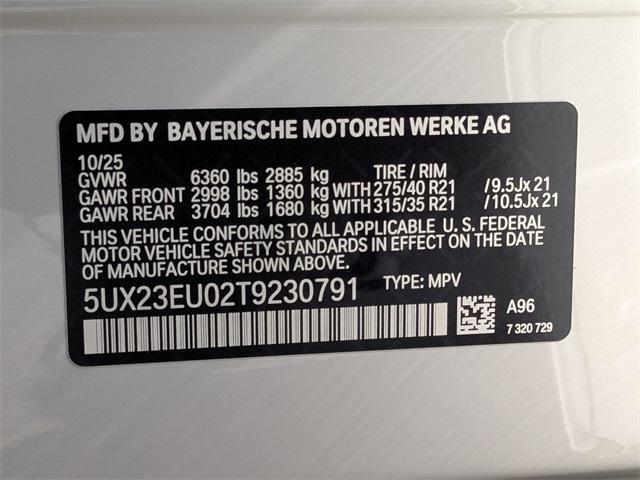 MFD BY BAYERISCHE MOTOREN WERKE AG
10/25
GVWR 6360 lbs 2885 kg TIRE / RIM
GAWR FRONT 2998 lbs 1360 kg WITH 275/40 R21 /9.5Jx 21
GAWR REAR 3704 lbs 1680 kg WITH 315/35 R21 /10.5Jx 21
THIS VEHICLE CONFORMS TO ALL APPLICABLE U. S. FEDERAL
MOTOR VEHICLE SAFETY STANDARDS IN EFFECT ON THE DATE
OF MANUFACTURE SHOWN ABOVE.
5UX23EU02T9230791 TYPE: MPV
A96
7 320 729